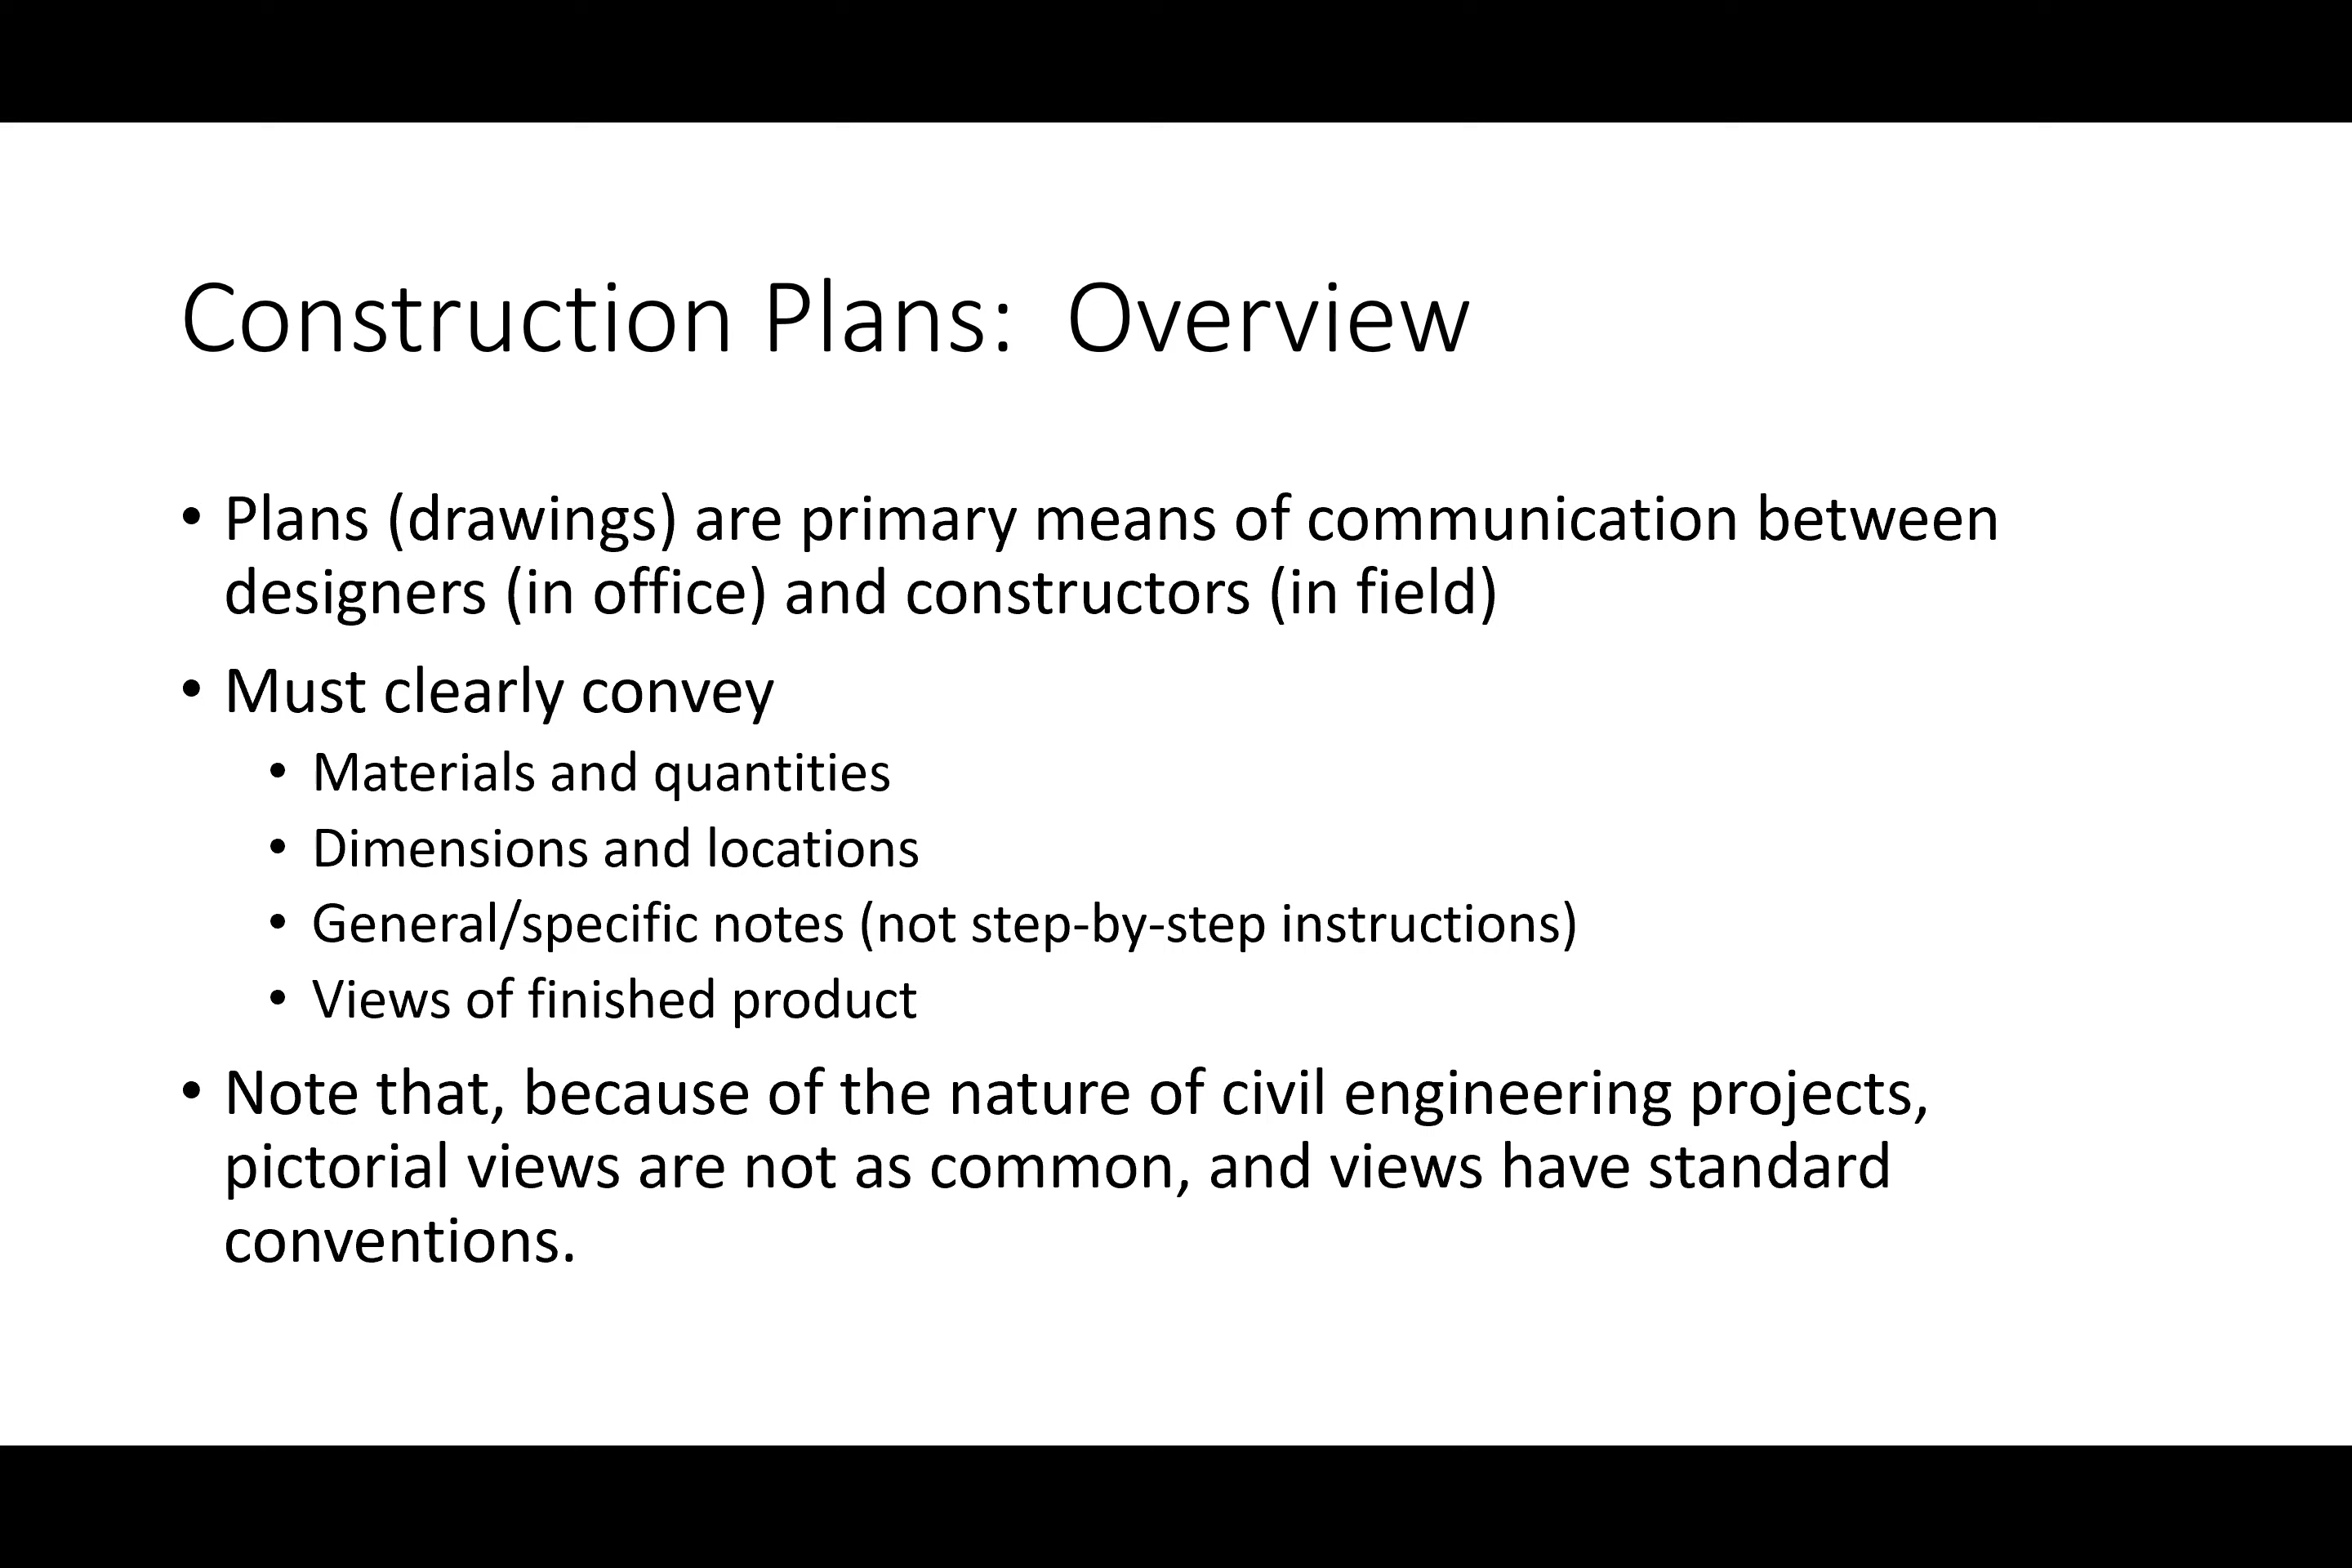 Construction Plans:  Overview
• Plans (drawings) are primary means of communication between
designers (in office) and constructors (in field)
• Must clearly convey
• Materials and quantities
• Dimensions and locations
• General/specific notes (not step-by-step instructions)
• Views of finished product
• Note that, because of the nature of civil engineering projects,
pictorial views are not as common, and views have standard
conventions.